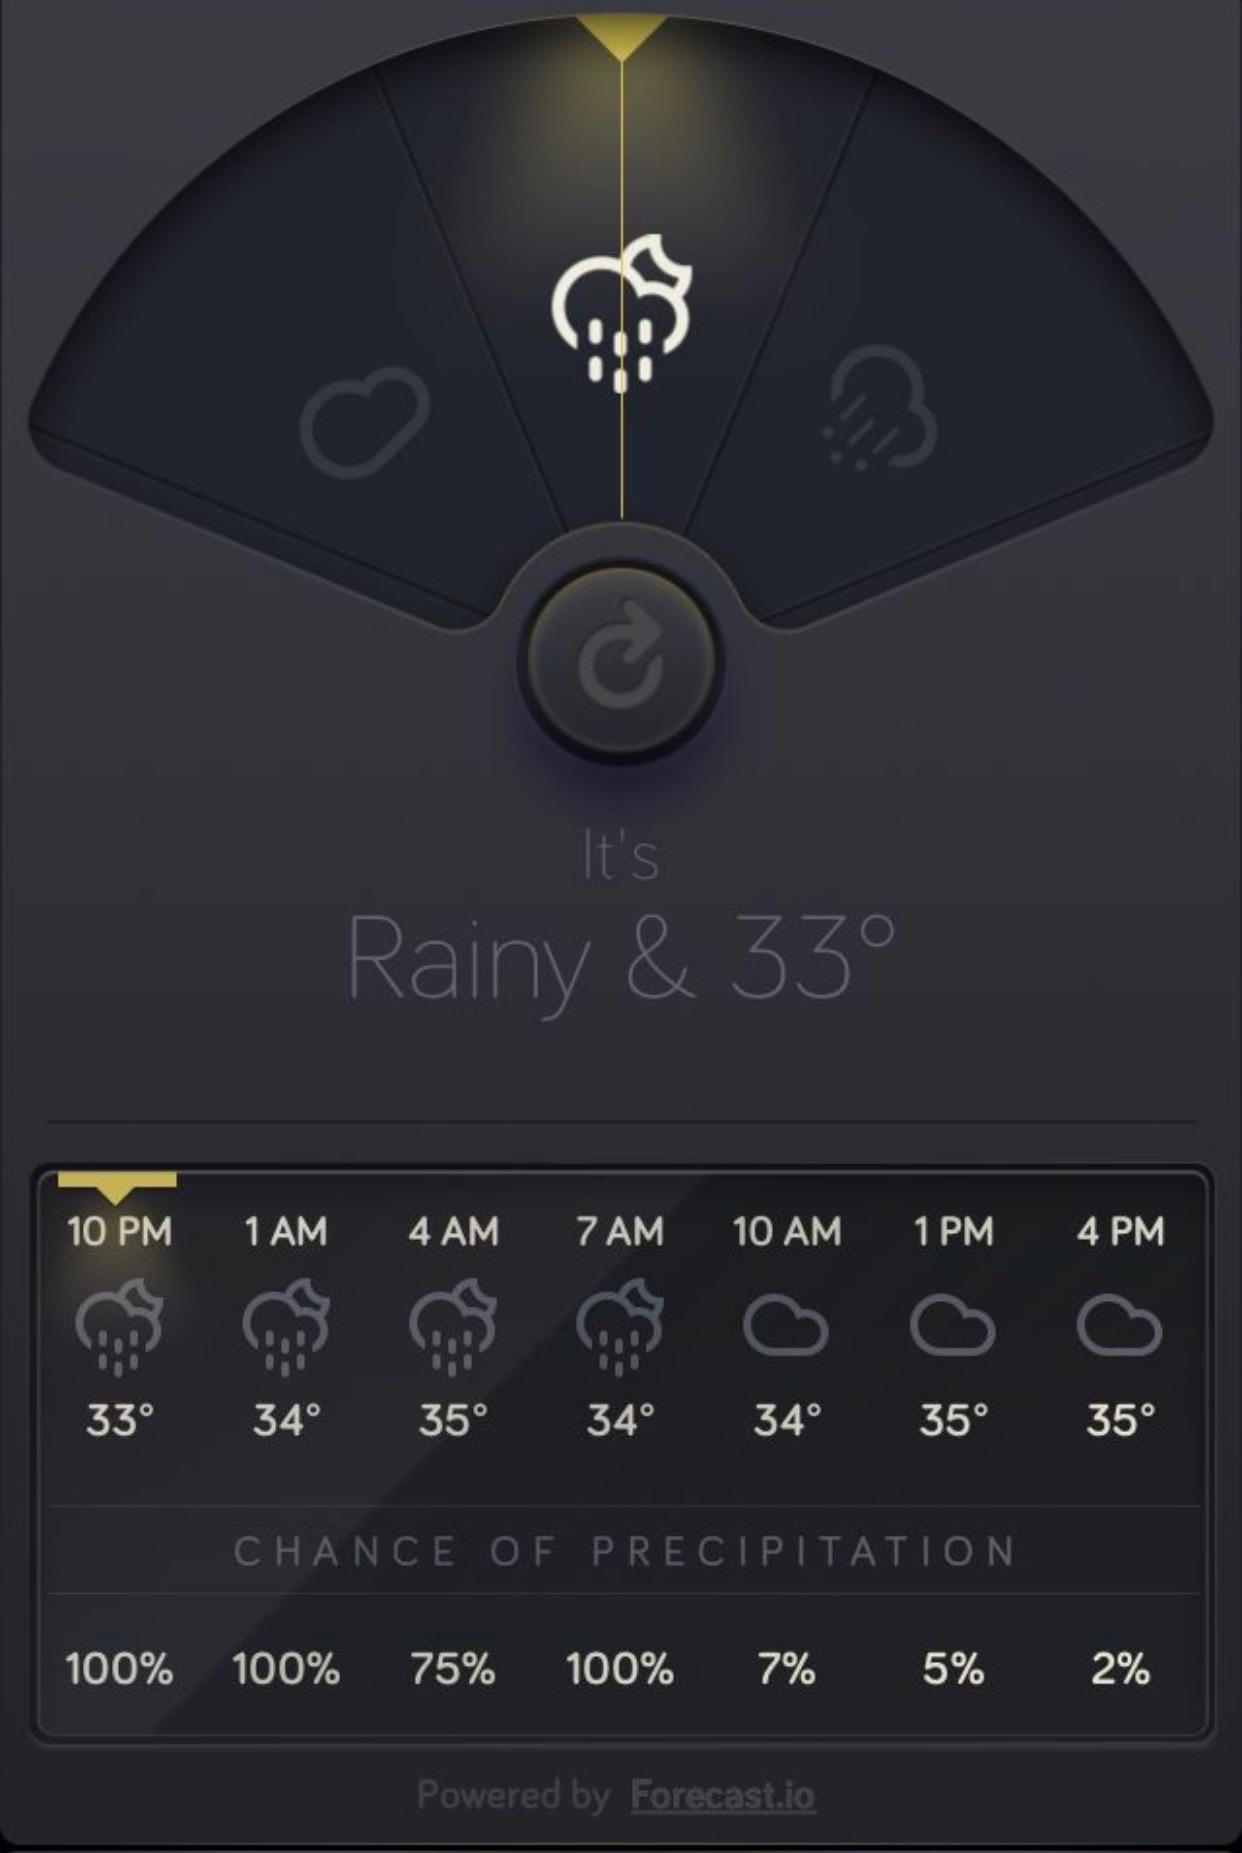 It's
Rainy & 33°
10 PM 1 AM 4 AM 7 AM 10 AM 1 PM 4 PM
33° 34° 35° 34° 34° 35° 35°
CHANCE OF PRECIPITATION
100% 100% 75% 100% 7% 5% 2%
Powered by Forecast.io